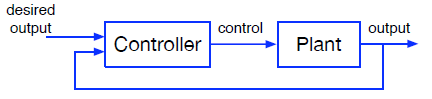 desired
output
Controller
control
Plant
output